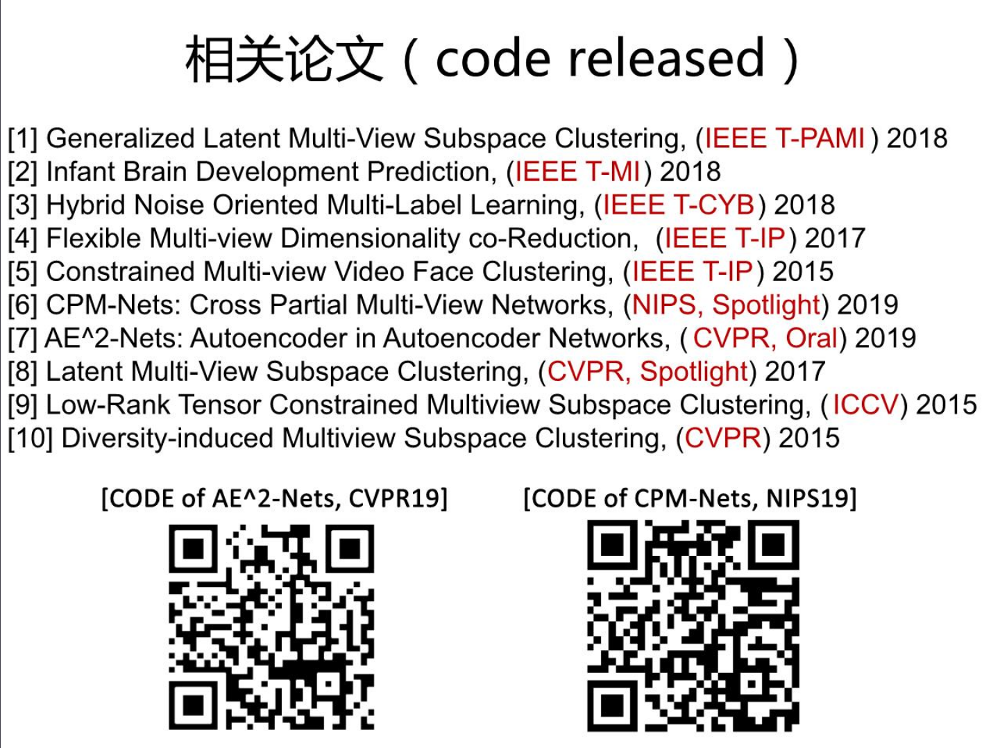 相关论文（code released）
[1] Generalized Latent Multi-View Subspace Clustering, (IEEE T-PAMI) 2018
[2] Infant Brain Development Prediction, (IEEE T-MI) 2018
[3] Hybrid Noise Oriented Multi-Label Learning, (IEEE T-CYB) 2018
[4] Flexible Multi-view Dimensionality co-Reduction,  (IEEE T-IP) 2017
[5] Constrained Multi-view Video Face Clustering, (IEEE T-IP) 2015
[6] CPM-Nets: Cross Partial Multi-View Networks, (NIPS, Spotlight) 2019
[7] AE^2-Nets: Autoencoder in Autoencoder Networks, (CVPR, Oral) 2019
[8] Latent Multi-View Subspace Clustering, (CVPR, Spotlight) 2017
[9] Low-Rank Tensor Constrained Multiview Subspace Clustering, (ICCV) 2015
[10] Diversity-induced Multiview Subspace Clustering, (CVPR) 2015
[CODE of AE^2-Nets, CVPR19]
[CODE of CPM-Nets, NIPS19]